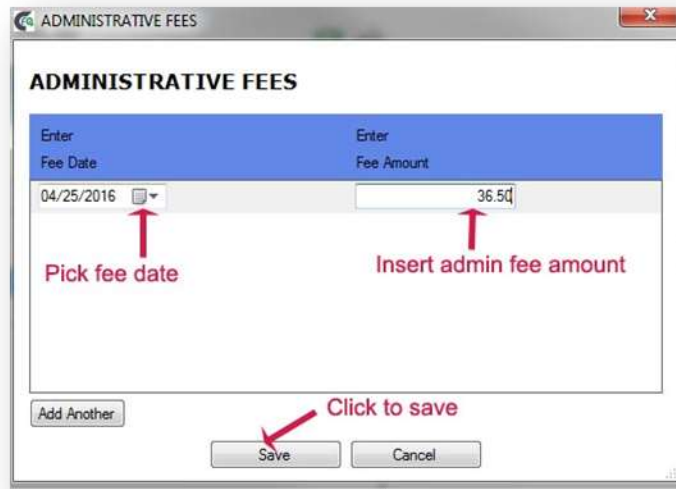 ADMINISTRATIVE FEES
ADMINISTRATIVE FEES
Enter
Fee Date
Enter
Fee Amount
04/25/2016
36.50
Pick fee date
Insert admin fee amount
Add Another
Click to save
Save
Cancel